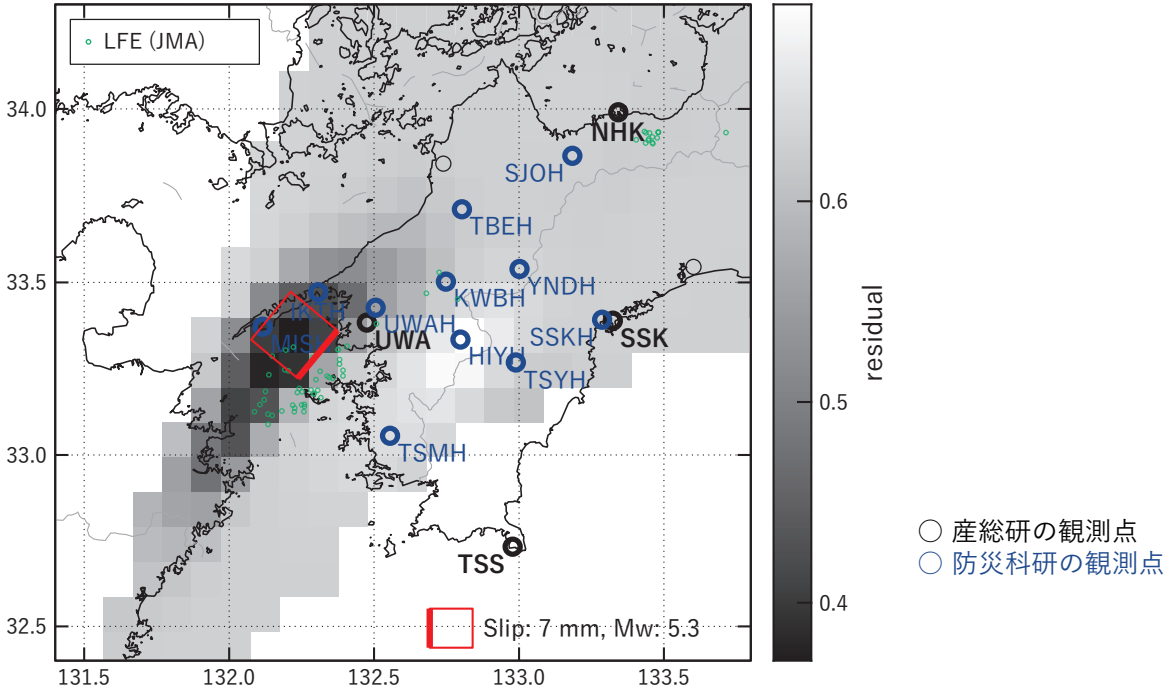 LFE (JMA)
34.0
NHK
SJOH
TBEH
0.6
33.5
YNDH
KWBH
IKTH
UWAH
SSKH
SSK
UWA
HIYH
TSYH
residual
0.5
33.0
TSMH
産総研の観測点
TSS
防災科研の観測点
0.4
32.5
Slip: 7 mm, Mw: 5.3
131.5
132.0
132.5
133.0
133.5